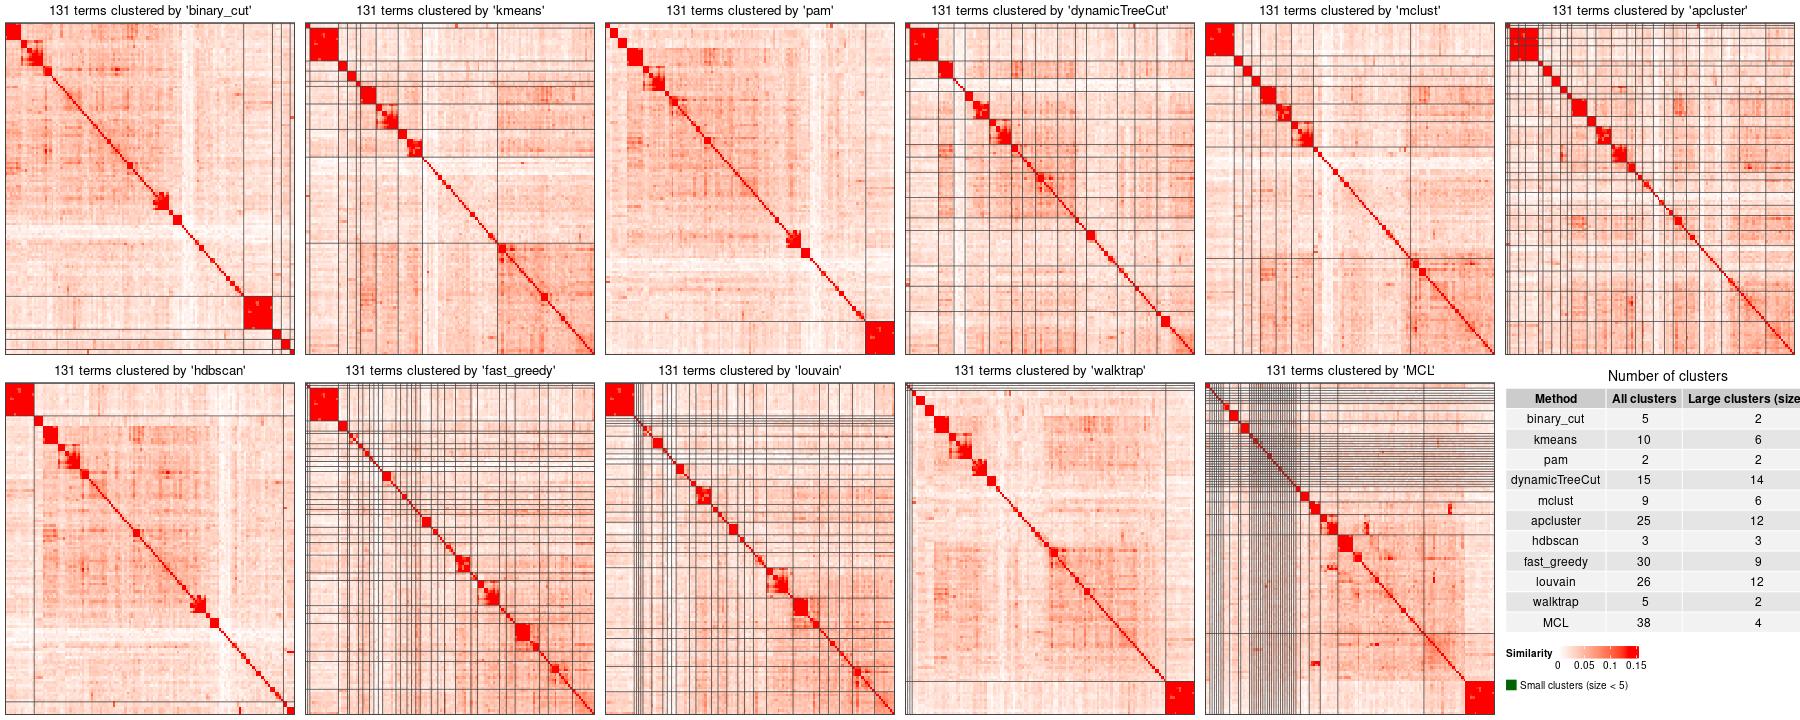 131 terms clustered by 'binary_cut'
131 terms clustered by 'kmeans'
131 terms clustered by 'pam'
131 terms clustered by 'dynamicTreeCut'
131 terms clustered by 'mclust'
131 terms clustered by 'apcluster'
131 terms clustered by 'hdbscan'
131 terms clustered by 'fast_greedy'
131 terms clustered by 'louvain'
131 terms clustered by 'walktrap'
131 terms clustered by 'MCL'
Number of clusters
Method All clusters Large clusters (size
binary_cut 5 2
kmeans 10 6
pam 2 2
dynamicTreeCut 15 14
mclust 9 6
apcluster 25 12
hdbscan 3 3
fast_greedy 30 9
louvain 26 12
walktrap 5 2
MCL 38 4
Similarity
0 0.05 0.1 0.15
Small clusters (size < 5)